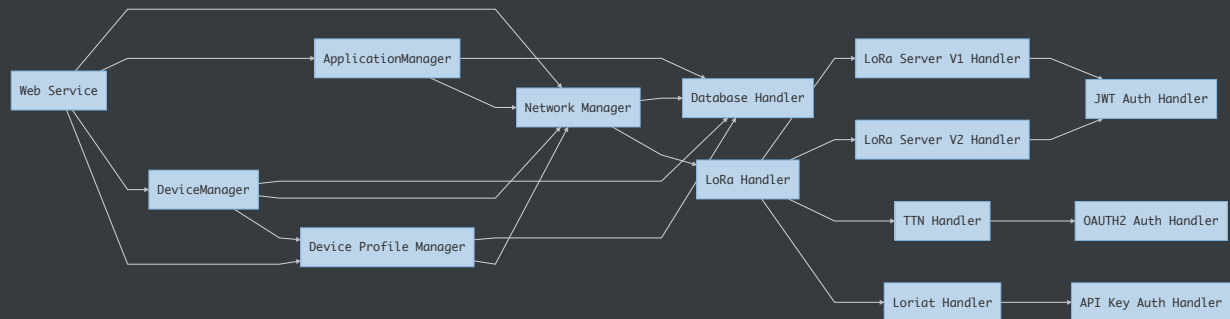 Web Service
ApplicationManager
DeviceManager
Device Profile Manager
Network Manager
Database Handler
LoRa Handler
LoRa Server V1 Handler
LoRa Server V2 Handler
TTN Handler
Loriat Handler
JWT Auth Handler
OAUTH2 Auth Handler
API Key Auth Handler